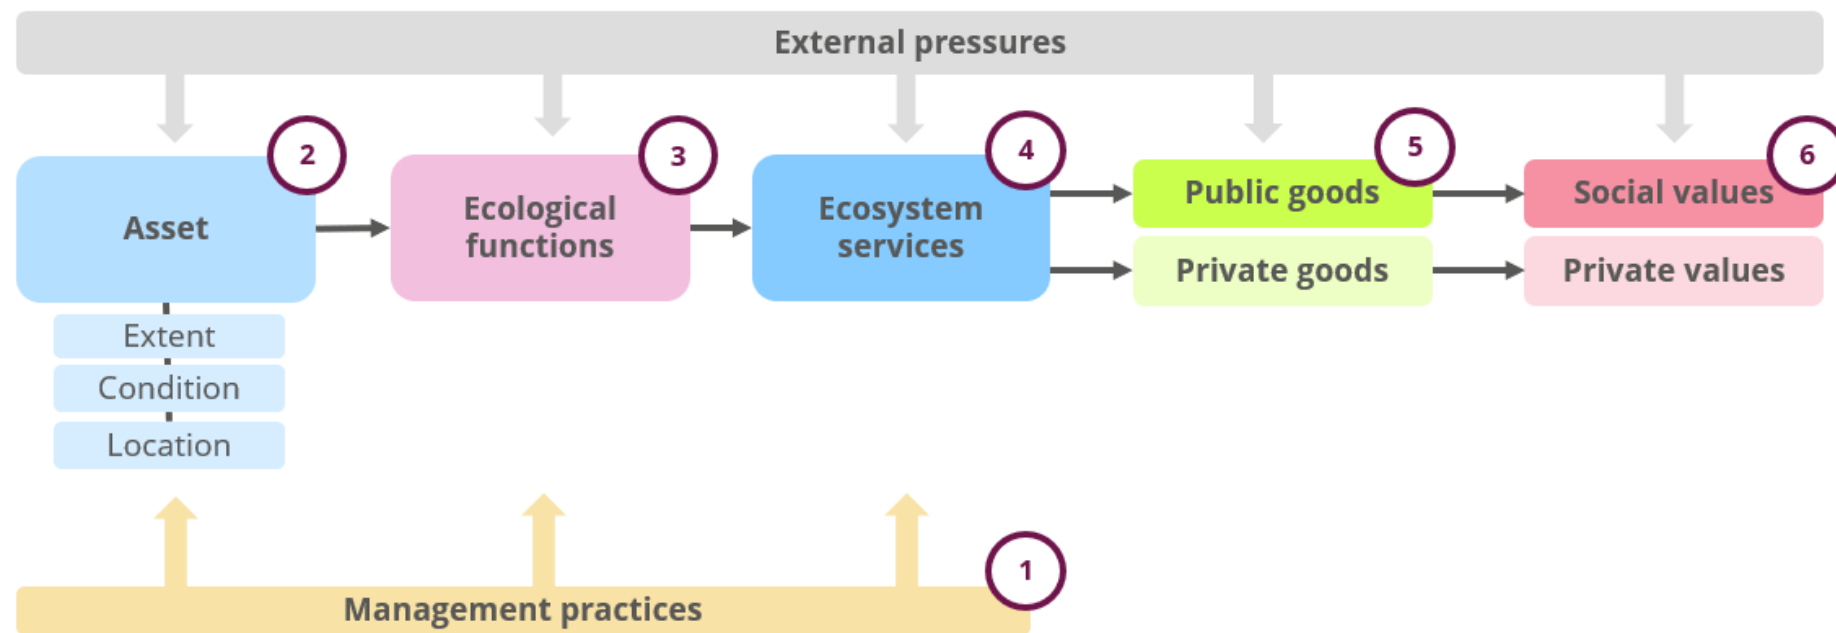 External pressures
2
3
4
5
6
Asset
Ecological
functions
Ecosystem
services
Public goods
Social values
Private goods
Private values
Extent
Condition
Location
1
Management practices